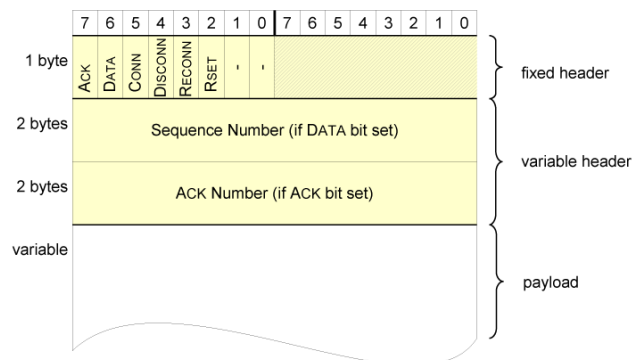 7 6 5 4 3 2 1 0 7 6 5 4 3 2 1 0
1 byte
ACK
DATA
CONN
DISCONN
RECONN
RSET
-
-
fixed header
2 bytes
Sequence Number (if DATA bit set)
variable header
2 bytes
ACK Number (if ACK bit set)
variable
payload